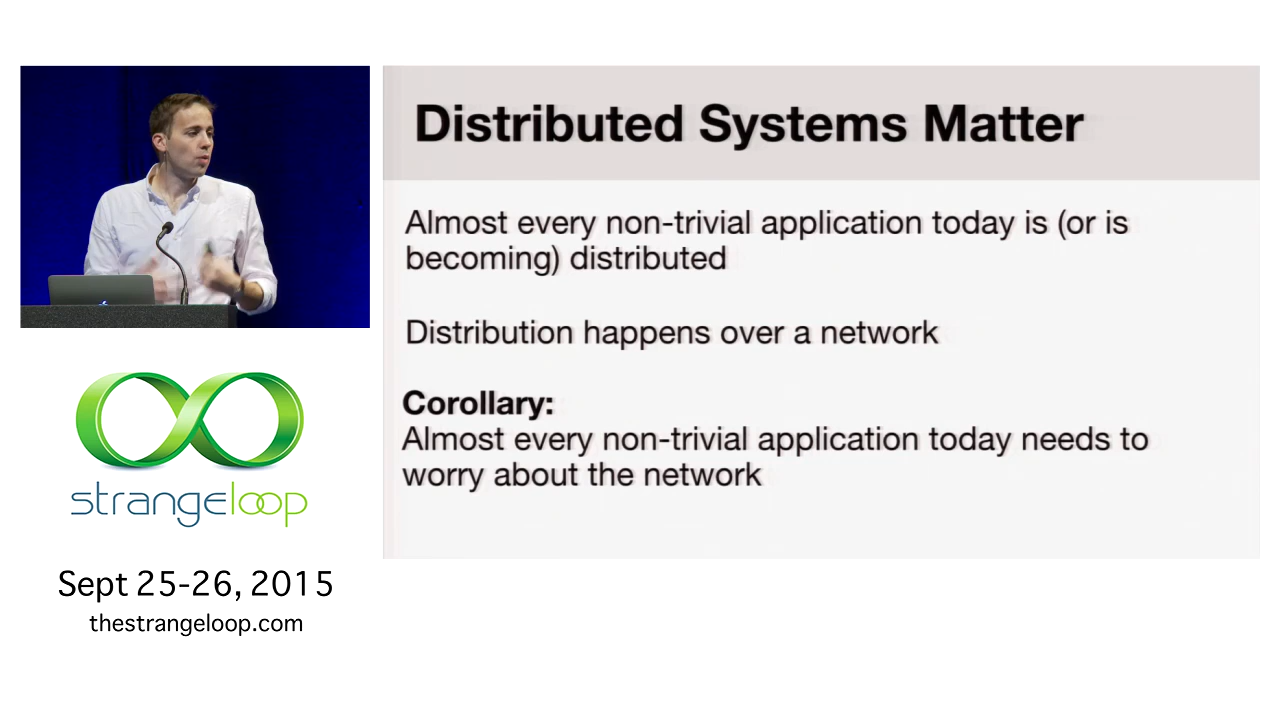 Distributed Systems Matter
Almost every non-trivial application today is (or is
becoming) distributed
Distribution happens over a network
Corollary:
Almost every non-trivial application today needs to
worry about the network
strangeloop
Sept 25-26, 2015
thestrangeloop.com